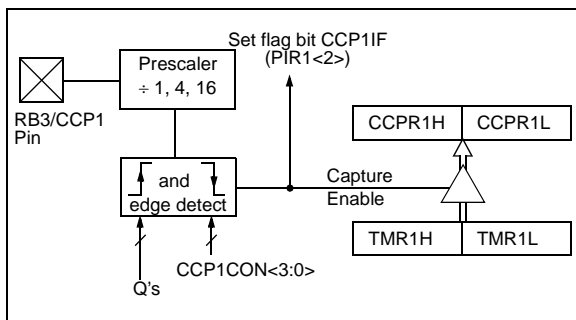 Set flag bit CCP1IF
(PIR1<2>)
Prescaler
÷ 1, 4, 16
RB3/CCP1
Pin
CCPR1H
CCPR1L
and
edge detect
Capture
Enable
TMR1H
TMR1L
CCP1CON<3:0>
Q's